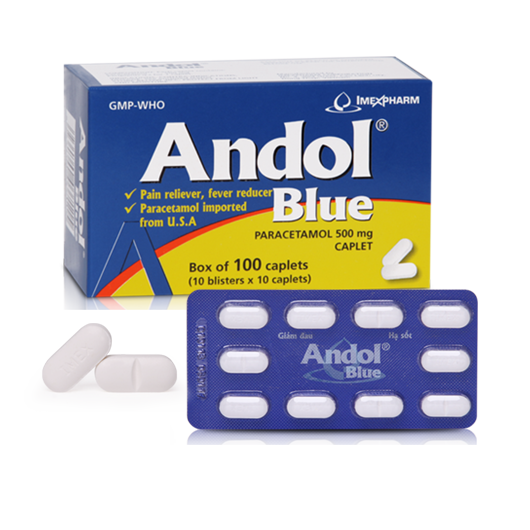 IMEXPHARM
GMP-WHO
Andol®
Blue
✓ Pain reliever, fever reducer
✓ Paracetamol imported
from U.S.A
PARACETAMOL 500 mg
CAPLET
Box of 100 caplets
(10 blisters x 10 caplets)
Andol
Giảm đau
Hạ sốt
Andol®
Blue